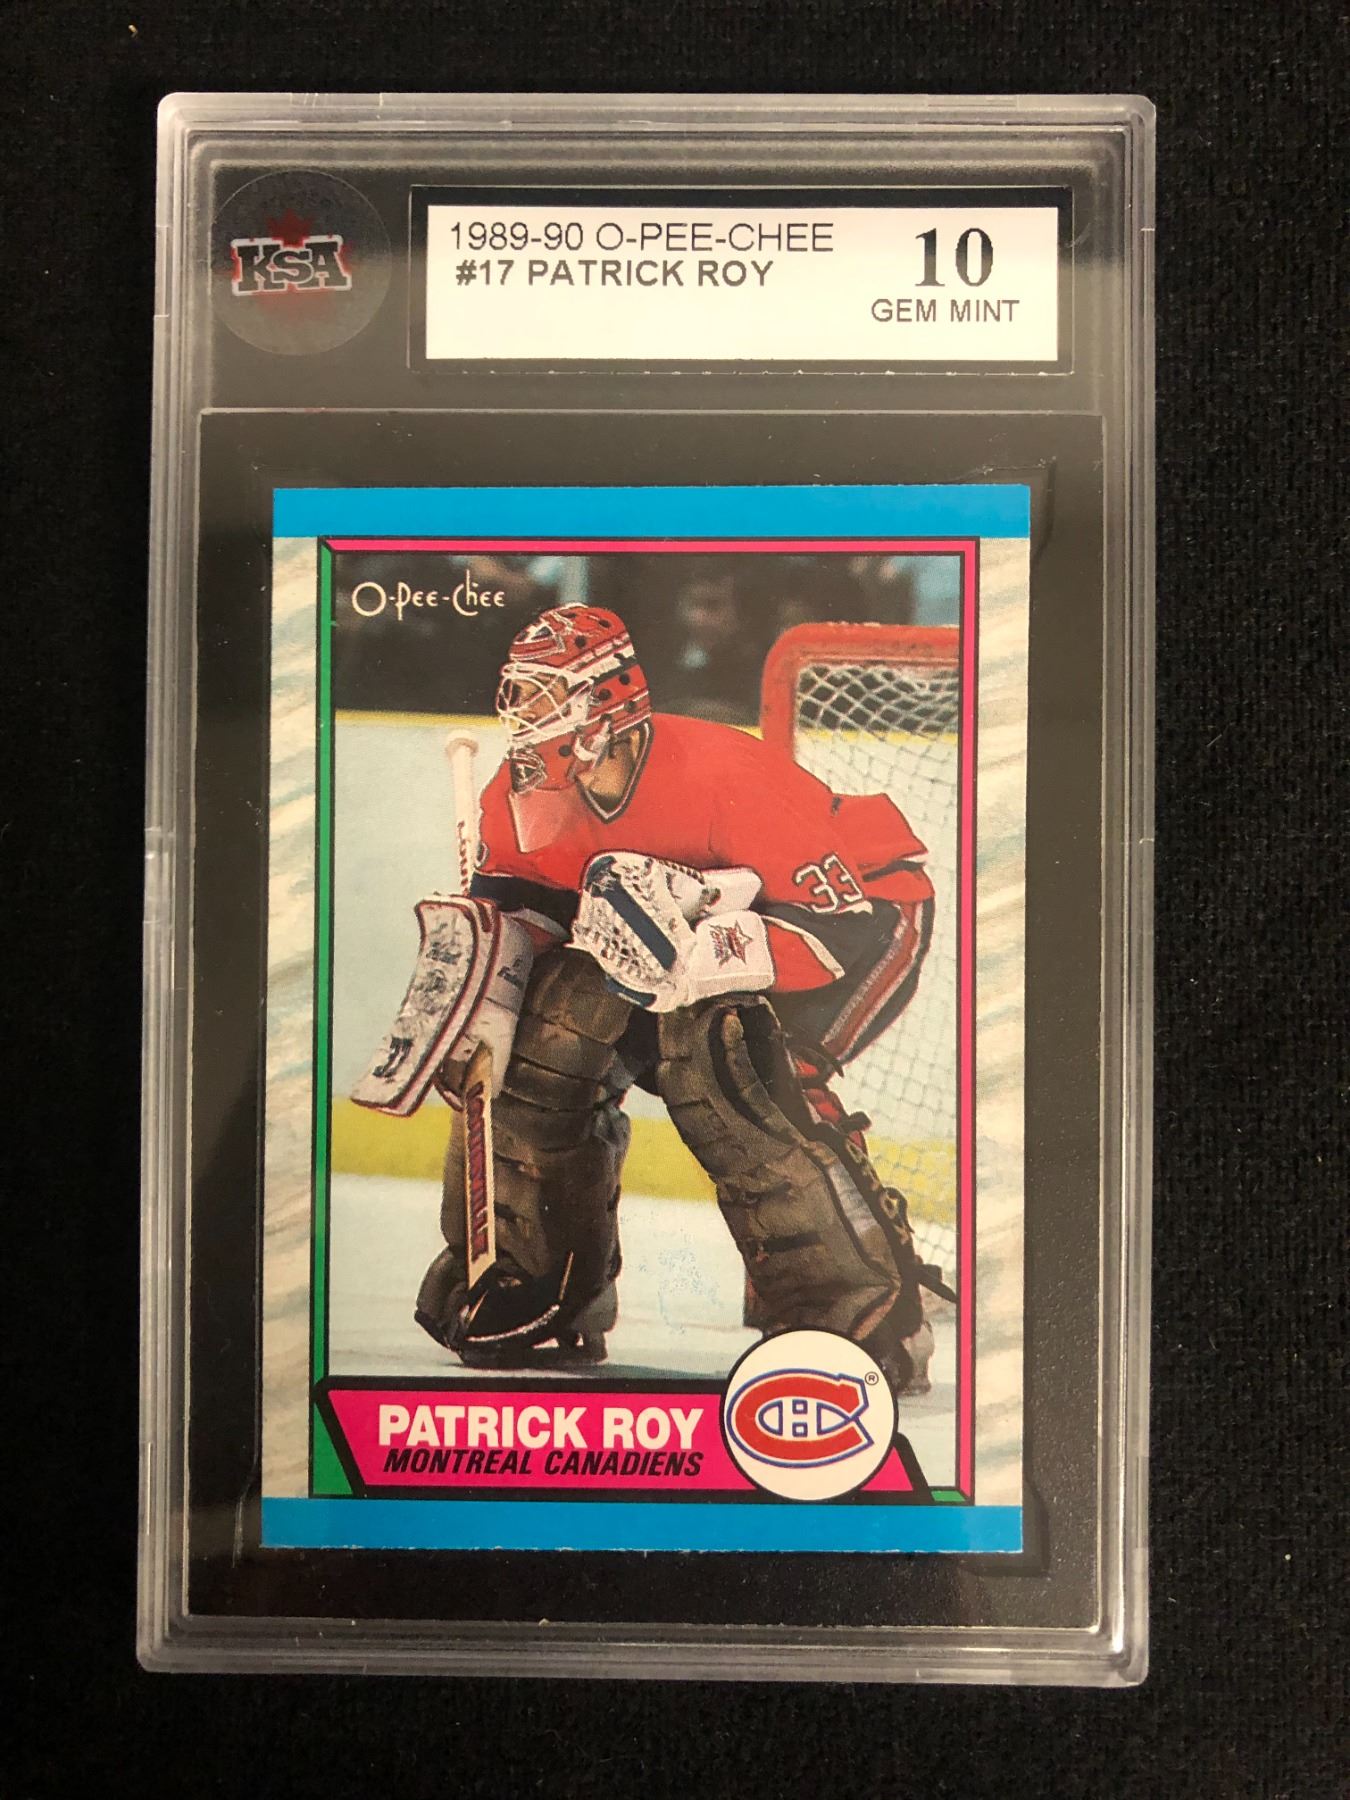 KSA
1989-90 O-PEE-CHEE
#17 PATRICK ROY
10
GEM MINT
O-Pee-Chee
33
PATRICK ROY
MONTREAL CANADIENS
C
H
®